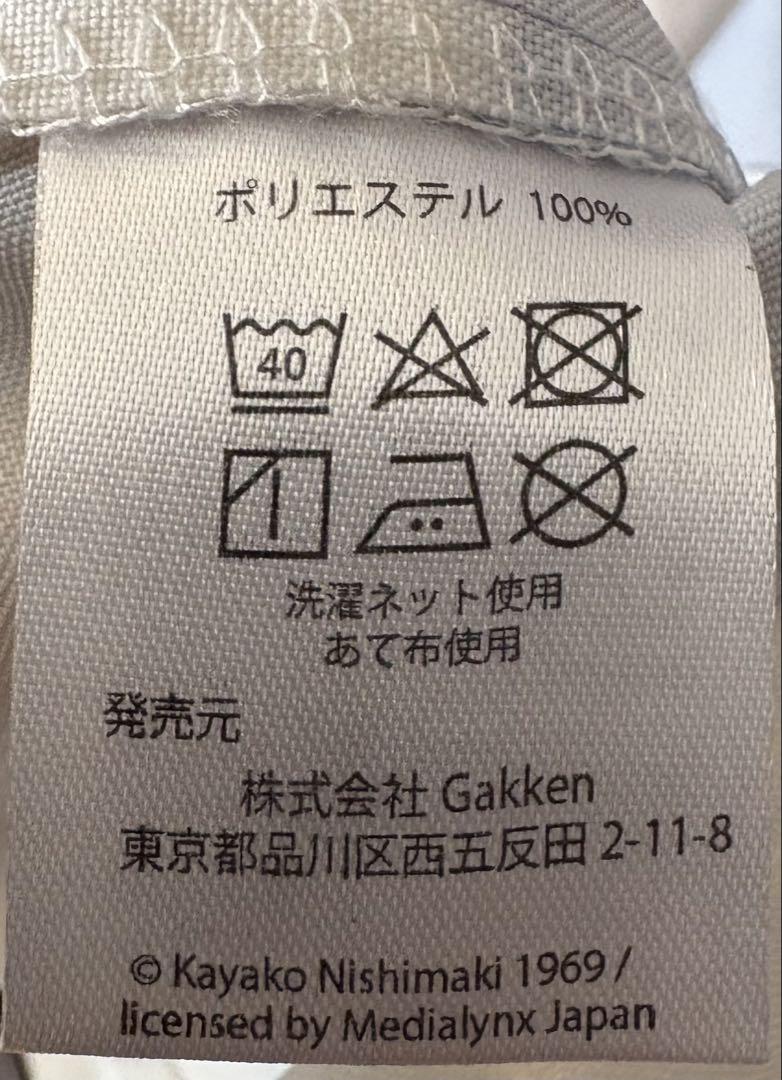 ポリエステル 100%
40
洗濯ネット使用
あて布使用
発売元
株式会社 Gakken
東京都品川区西五反田 2-11-8
© Kayako Nishimaki 1969 /
licensed by Medialynx Japan